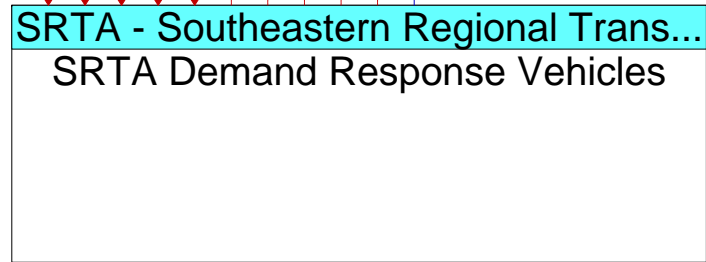 SRTA - Southeastern Regional Trans...
SRTA Demand Response Vehicles